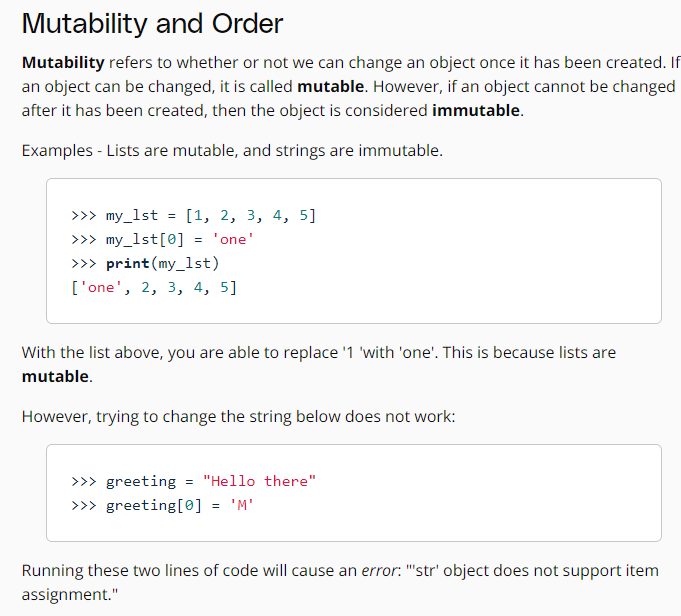 Mutability and Order
Mutability refers to whether or not we can change an object once it has been created. If
an object can be changed, it is called mutable. However, if an object cannot be changed
after it has been created, then the object is considered immutable.
Examples - Lists are mutable, and strings are immutable.
>>> my_lst = [1, 2, 3, 4, 5]
>>> my_lst[0] = 'one'
>>> print(my_lst)
['one', 2, 3, 4, 5]
With the list above, you are able to replace '1 'with 'one'. This is because lists are
mutable.
However, trying to change the string below does not work:
>>> greeting = "Hello there"
>>> greeting[0] = 'M'
Running these two lines of code will cause an error: "'str' object does not support item
assignment."